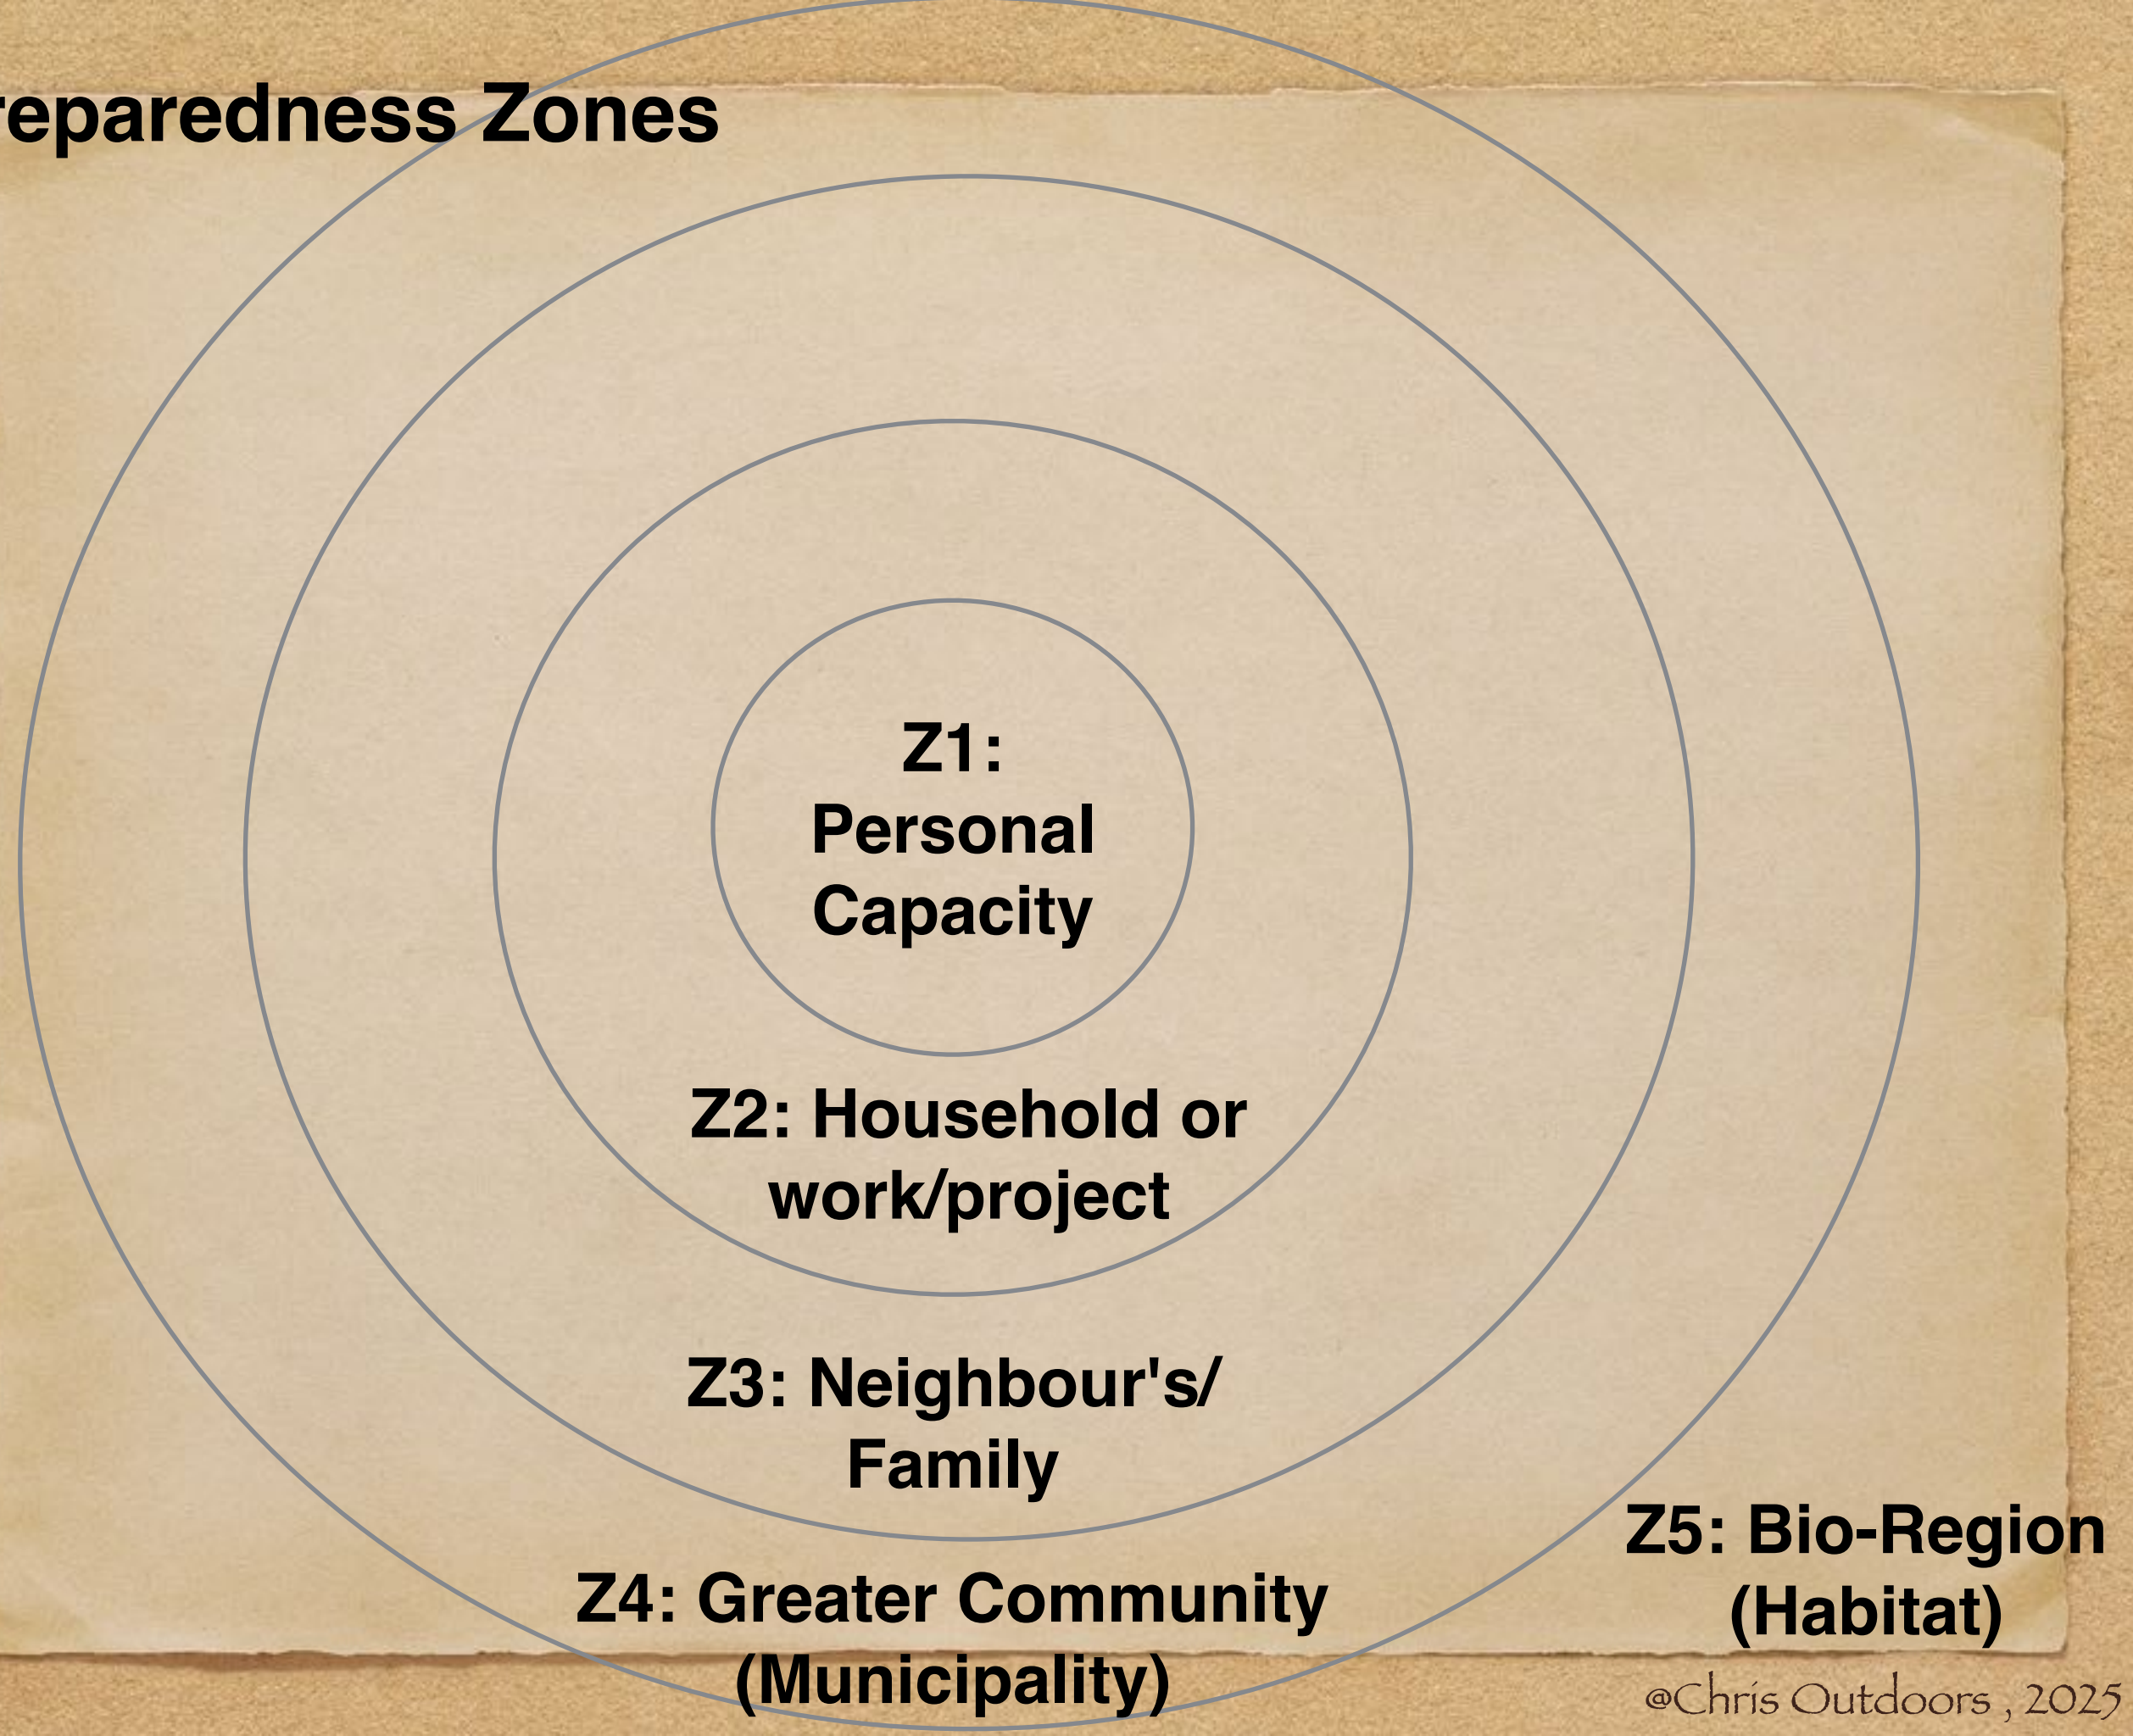 reparedness Zones
Z1:
Personal
Capacity
Z2: Household or
work/project
Z3: Neighbour's/
Family
Z4: Greater Community
(Municipality)
Z5: Bio-Region
(Habitat)
@Chris Outdoors , 2025